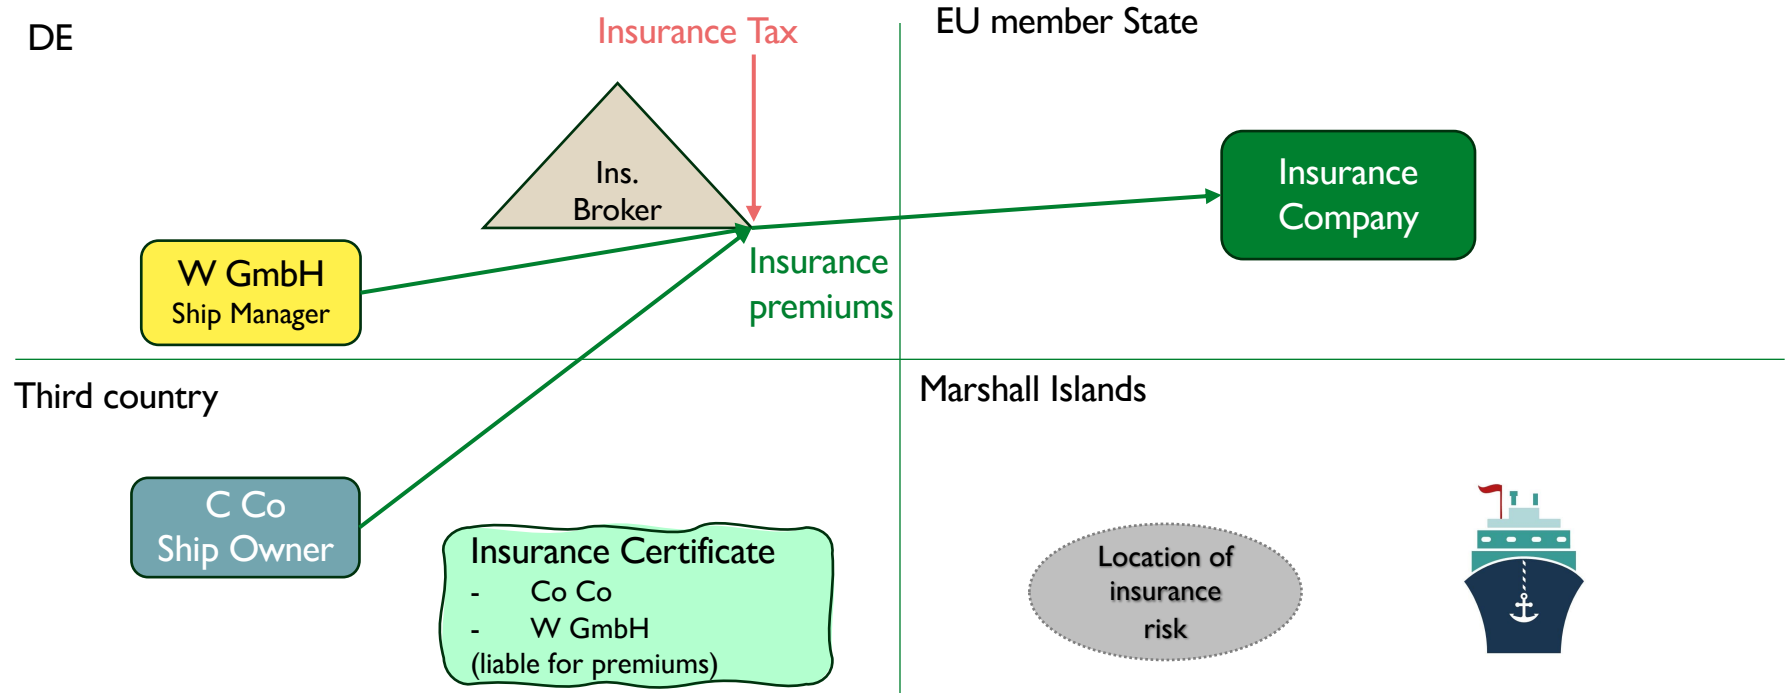 DE
Insurance Tax
EU member State
Ins.
Broker
Insurance
Company
W GmbH
Ship Manager
Insurance
premiums
Third country
Marshall Islands
C Co
Ship Owner
Insurance Certificate
- Co Co
- W GmbH
(liable for premiums)
Location of
insurance
risk